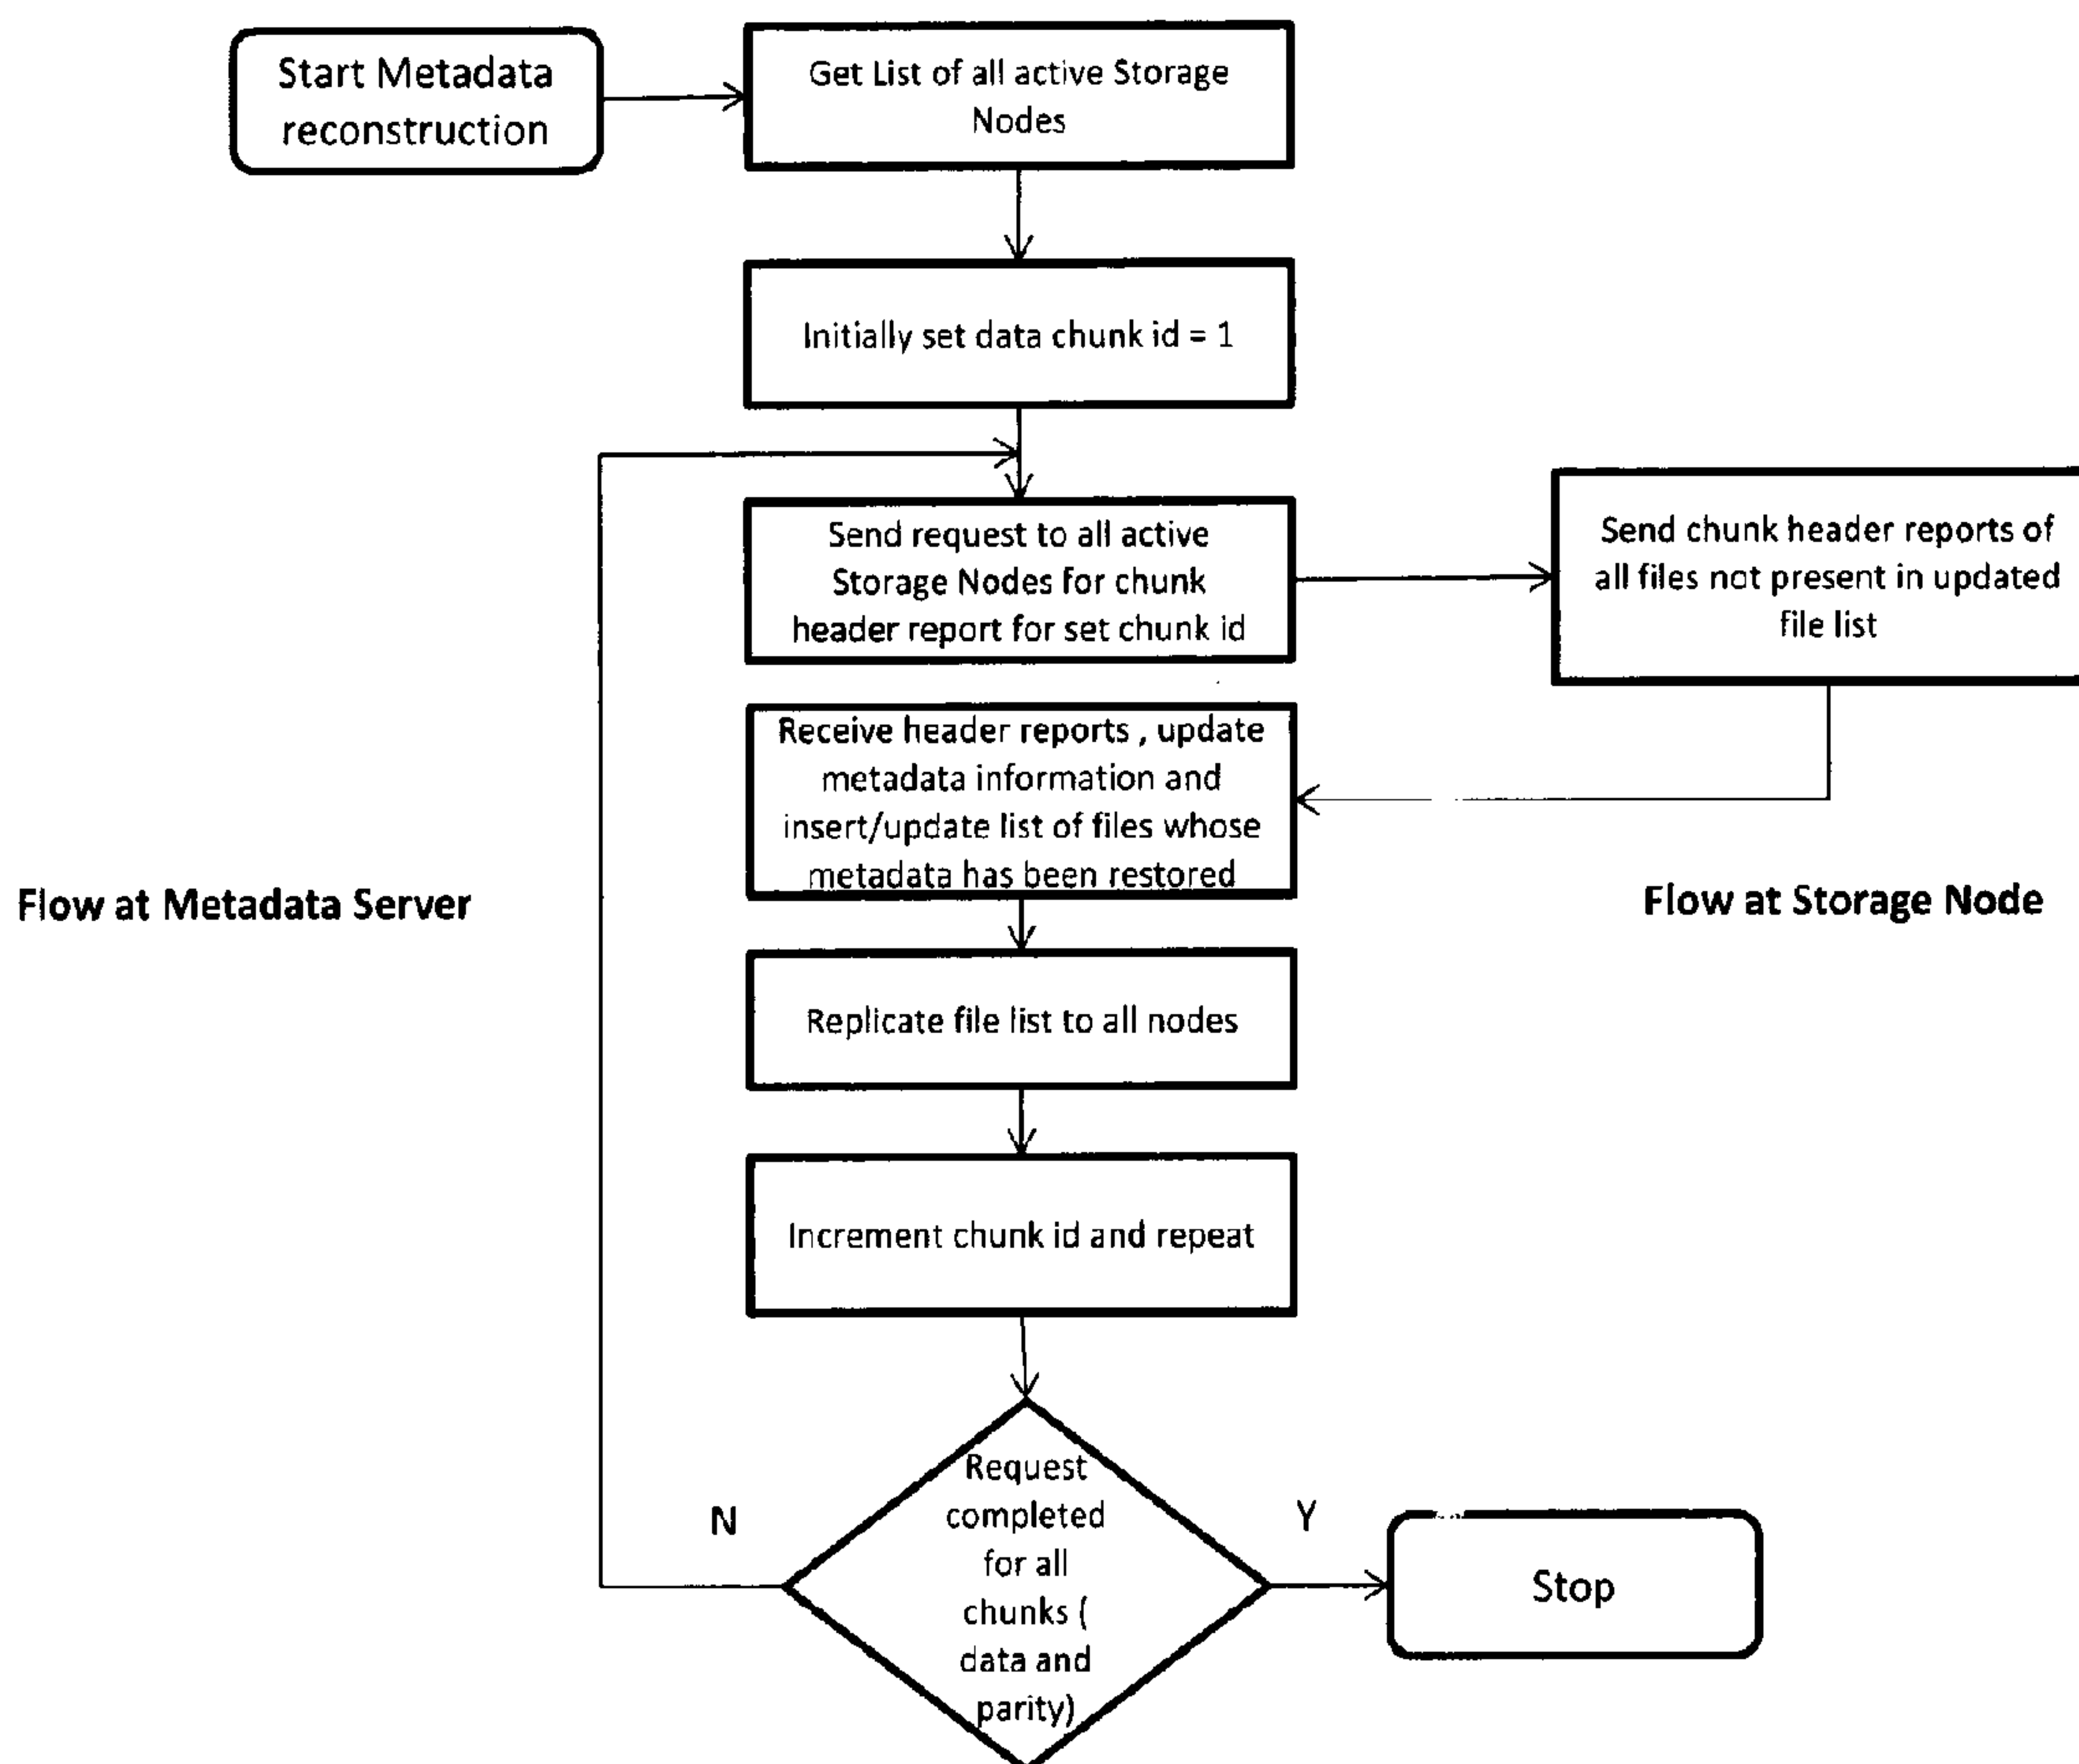 Start Metadata
reconstruction
Get List of all active Storage
Nodes
Initially set data chunk id = 1
Send request to all active
Storage Nodes for chunk
header report for set chunk id
Send chunk header reports of
all files not present in updated
file list
Receive header reports , update
metadata information and
insert/update list of files whose
metadata has been restored
Flow at Metadata Server
Flow at Storage Node
Replicate file list to all nodes
Increment chunk id and repeat
Request
completed
for all
chunks (
data and
parity)
N
Y
Stop